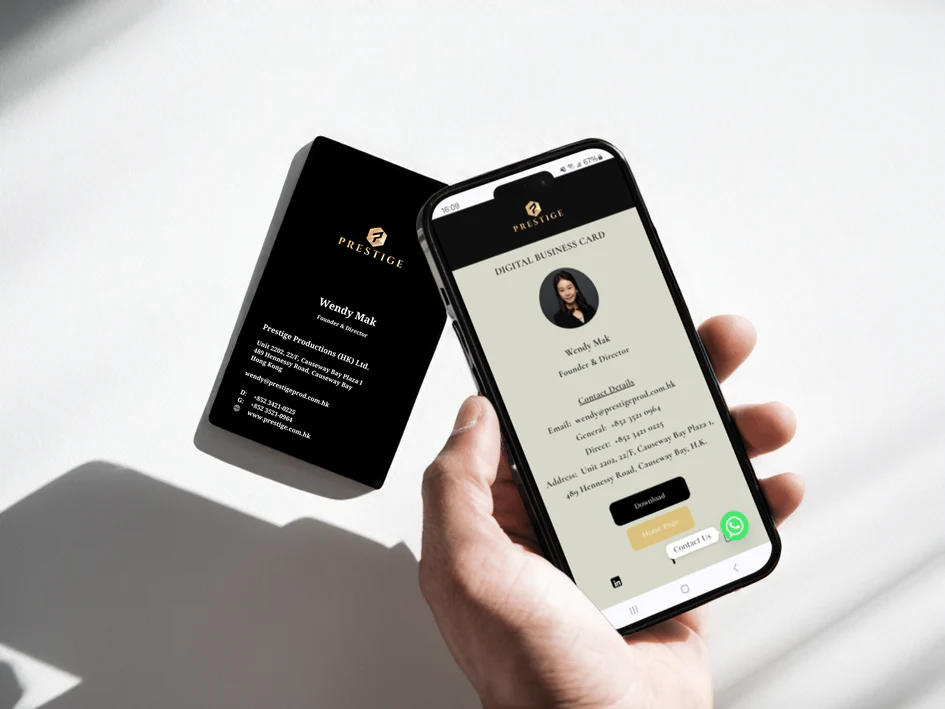 PRESTIGE
Wendy Mak
Founder & Director
Prestige Productions (HK) Ltd.
Unit 2202, 22/F, Causeway Bay Plaza I
489 Hennessy Road, Causeway Bay
Hong Kong
wendy@prestigeprod.com.hk
D: +852 3421-0225
G: +852 3521-0964
www.prestige.com.hk
16:09
67%
PRESTIGE
DIGITAL BUSINESS CARD
Wendy Mak
Founder & Director
Contact Details
Email: wendy@prestigeprod.com.hk
General: +852 3521 0964
Direct: +852 3421 0225
Address: Unit 2202, 22/F, Causeway Bay Plaza 1,
489 Hennessy Road, Causeway Bay, H.K.
Download
Home Page
Contact Us
in